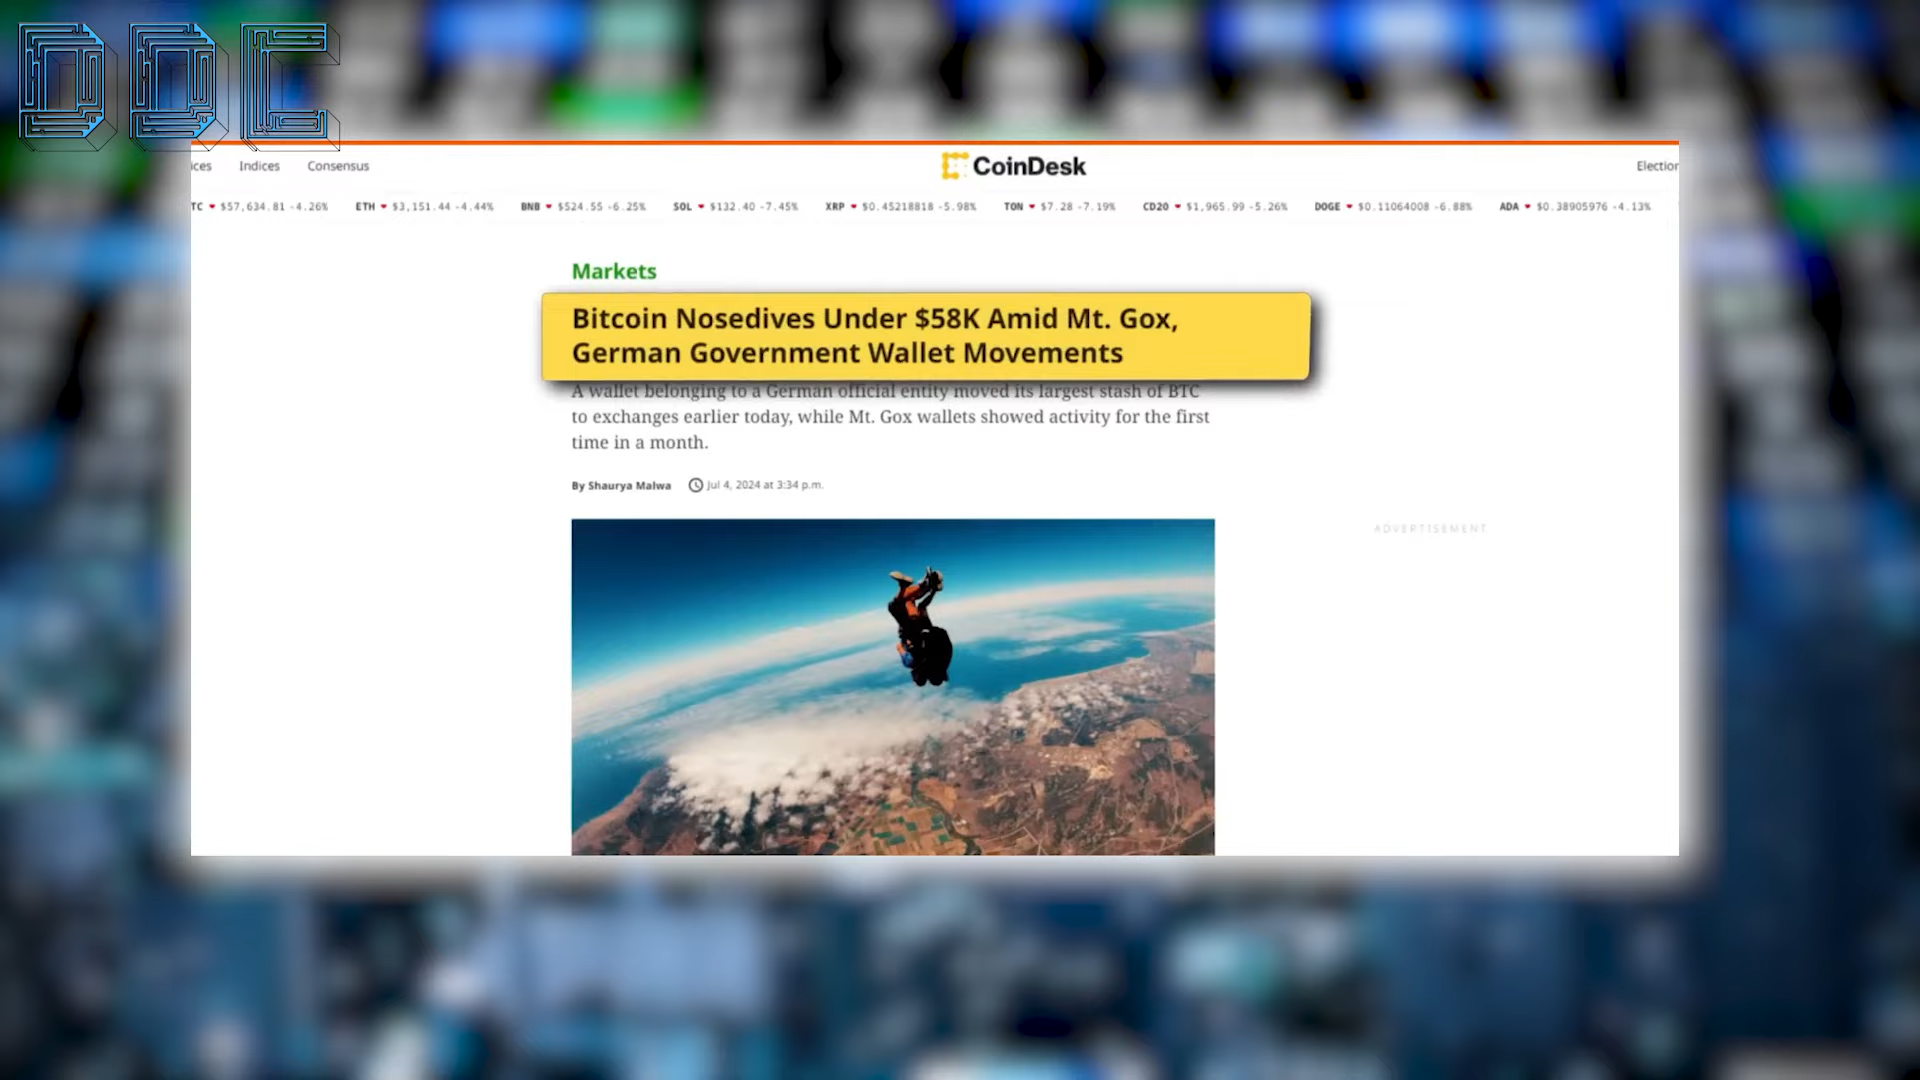 DDC
ices Indices Consensus CoinDesk Election
TC $57,634.81 -4.26% ETH $3,151.44 -4.44% BNB $524.55 -6.25% SOL $132.40 -7.45% XRP $0.45218818 -5.98% TON $7.28 -7.19% CD20 $1,965.99 -5.26% DOGE $0.11064008 -6.88% ADA $0.38905976 -4.13%
Markets
Bitcoin Nosedives Under $58K Amid Mt. Gox,
German Government Wallet Movements
A wallet belonging to a German official entity moved its largest stash of BTC
to exchanges earlier today, while Mt. Gox wallets showed activity for the first
time in a month.
By Shaurya Malwa Jul 4, 2024 at 3:34 p.m.
ADVERTISEMENT